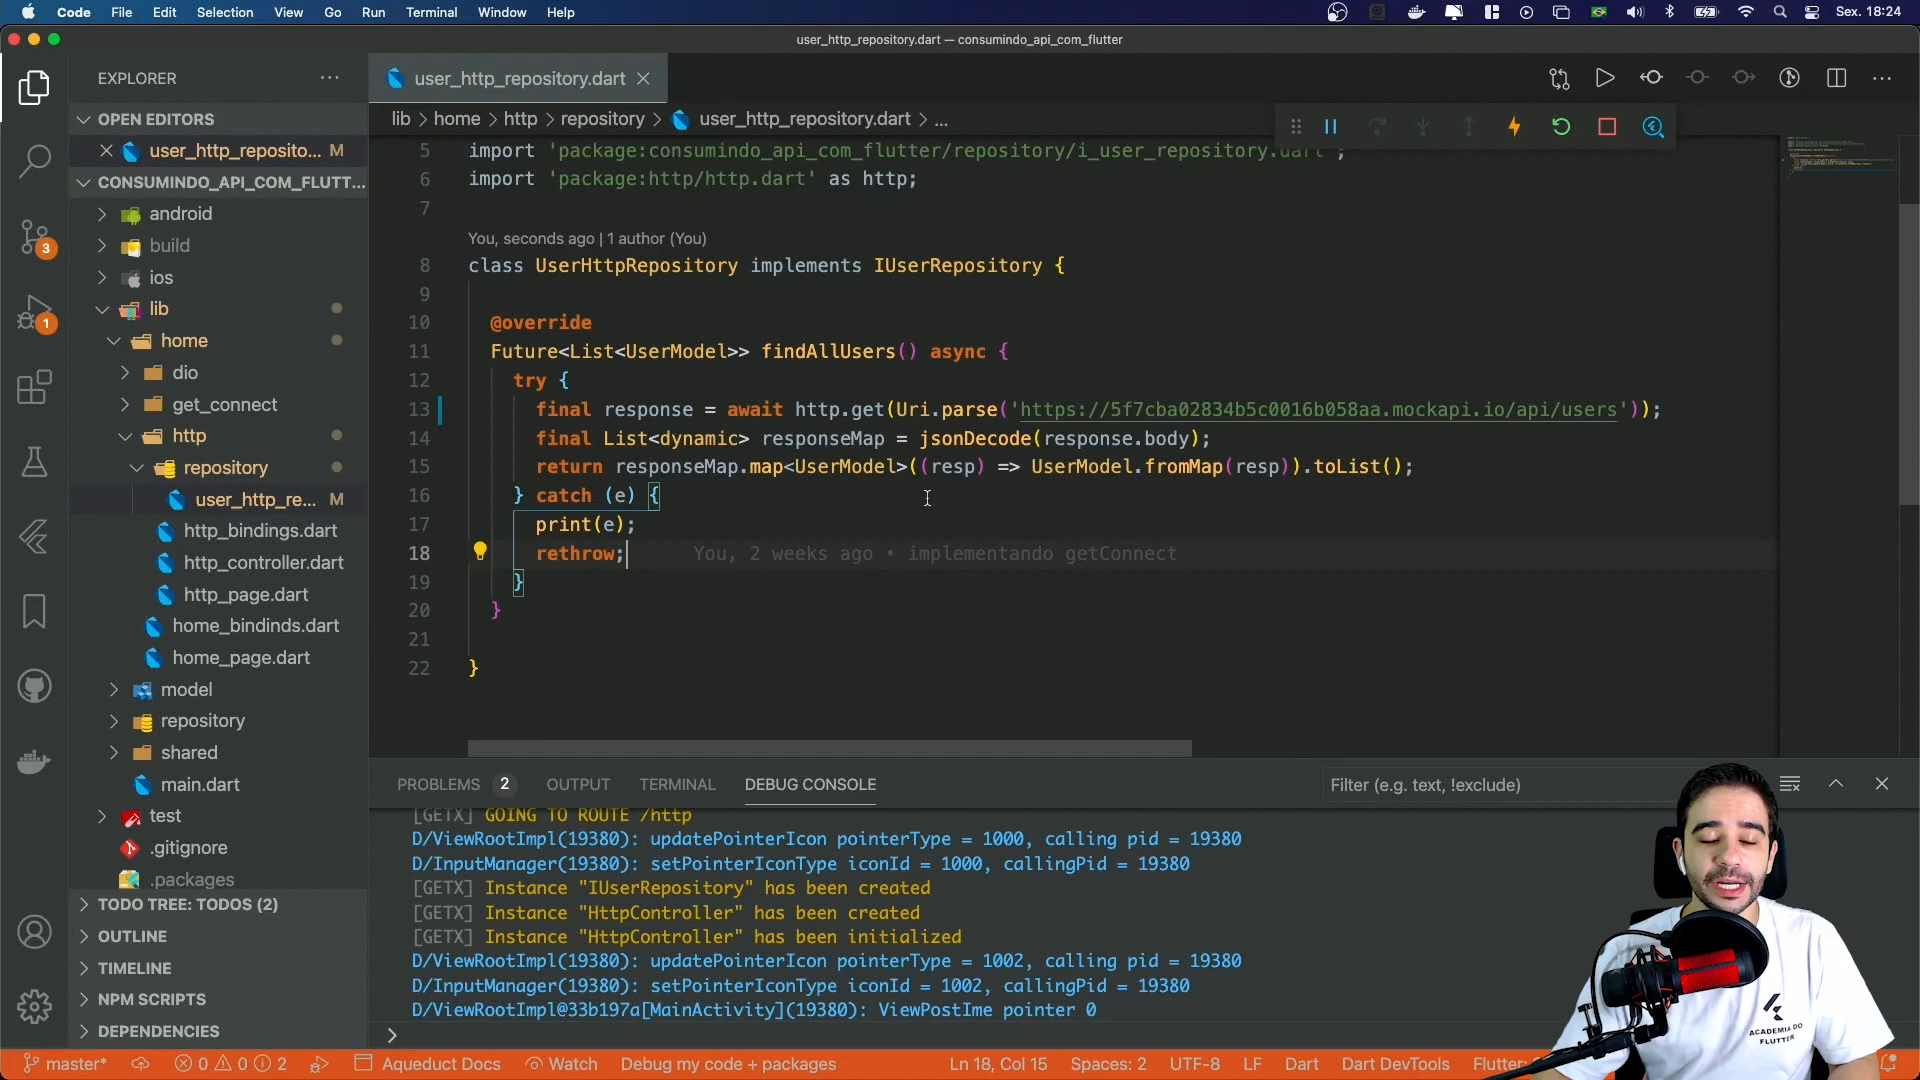 Code File Edit Selection View Go Run Terminal Window Help Sex. 18:24
user_http_repository.dart — consumindo_api_com_flutter
EXPLORER
user_http_repository.dart
OPEN EDITORS
lib > home > http > repository > user_http_repository.dart > ...
user_http_reposito... M
CONSUMINDO_API_COM_FLUTT...
android
build
ios
lib
home
dio
get_connect
http
repository
user_http_re... M
http_bindings.dart
http_controller.dart
http_page.dart
home_bindinds.dart
home_page.dart
model
repository
shared
main.dart
test
.gitignore
.packages
TODO TREE: TODOS (2)
OUTLINE
TIMELINE
NPM SCRIPTS
DEPENDENCIES
3
1
5 import 'package:consumindo_api_com_flutter/repository/i_user_repository.dart';
6 import 'package:http/http.dart' as http;
7
You, seconds ago | 1 author (You)
8 class UserHttpRepository implements IUserRepository {
9
10 @override
11 Future<List<UserModel>> findAllUsers() async {
12 try {
13 final response = await http.get(Uri.parse('https://5f7cba02834b5c0016b058aa.mockapi.io/api/users'));
14 final List<dynamic> responseMap = jsonDecode(response.body);
15 return responseMap.map<UserModel>((resp) => UserModel.fromMap(resp)).toList();
16 } catch (e) {
17 print(e);
18 rethrow; You, 2 weeks ago • implementando getConnect
19 }
20 }
21
22 }
PROBLEMS 2 OUTPUT TERMINAL DEBUG CONSOLE Filter (e.g. text, !exclude)
[GETX] GOING TO ROUTE /http
D/ViewRootImpl(19380): updatePointerIcon pointerType = 1000, calling pid = 19380
D/InputManager(19380): setPointerIconType iconId = 1000, callingPid = 19380
[GETX] Instance "IUserRepository" has been created
[GETX] Instance "HttpController" has been created
[GETX] Instance "HttpController" has been initialized
D/ViewRootImpl(19380): updatePointerIcon pointerType = 1002, calling pid = 19380
D/InputManager(19380): setPointerIconType iconId = 1002, callingPid = 19380
D/ViewRootImpl@33b197a[MainActivity](19380): ViewPostIme pointer 0
>
ACADEMIA DO
FLUTTER
master* 0 0 2 Aqueduct Docs Watch Debug my code + packages Ln 18, Col 15 Spaces: 2 UTF-8 LF Dart Dart DevTools Flutter: